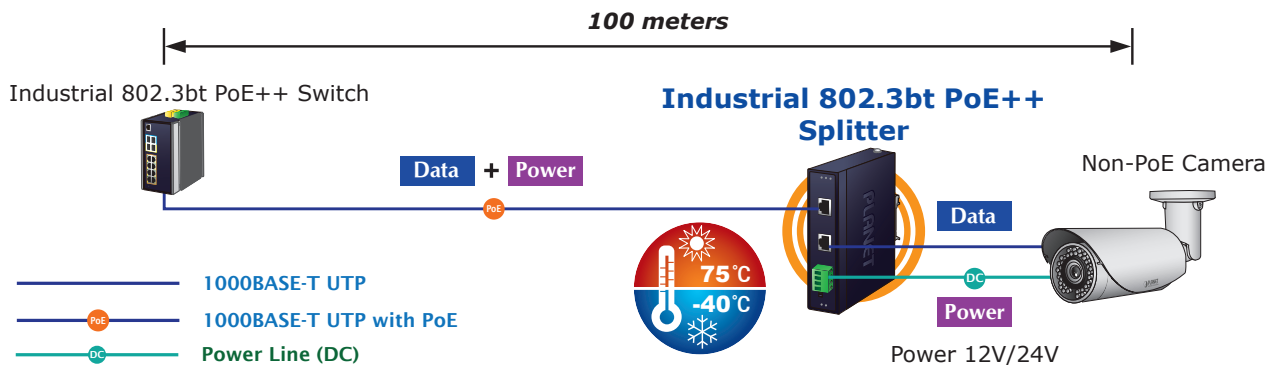 100 meters
Industrial 802.3bt PoE++ Switch
Industrial 802.3bt PoE++
Splitter
Non-PoE Camera
Data + Power
PoE
PLANET
Data
DC
Power
Power 12V/24V
75°C
-40°C
1000BASE-T UTP
PoE
1000BASE-T UTP with PoE
DC
Power Line (DC)